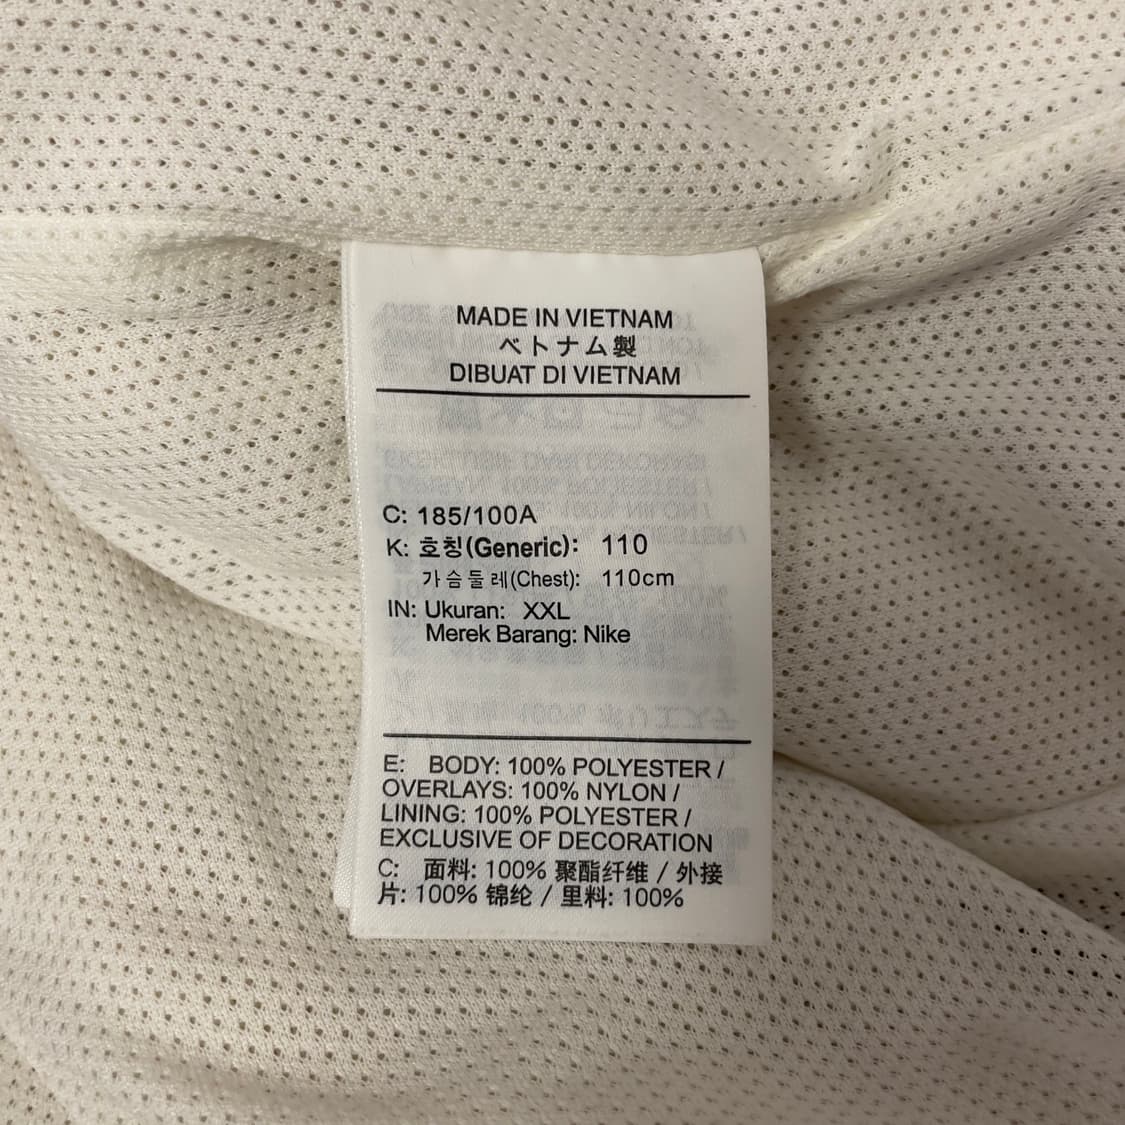 MADE IN VIETNAM
ベトナム製
DIBUAT DI VIETNAM
C: 185/100A
K: 호칭(Generic): 110
가슴둘레(Chest): 110cm
IN: Ukuran: XXL
Merek Barang: Nike
E: BODY: 100% POLYESTER /
OVERLAYS: 100% NYLON /
LINING: 100% POLYESTER /
EXCLUSIVE OF DECORATION
C: 面料: 100% 聚酯纤维 / 外接
片: 100% 锦纶 / 里料: 100%